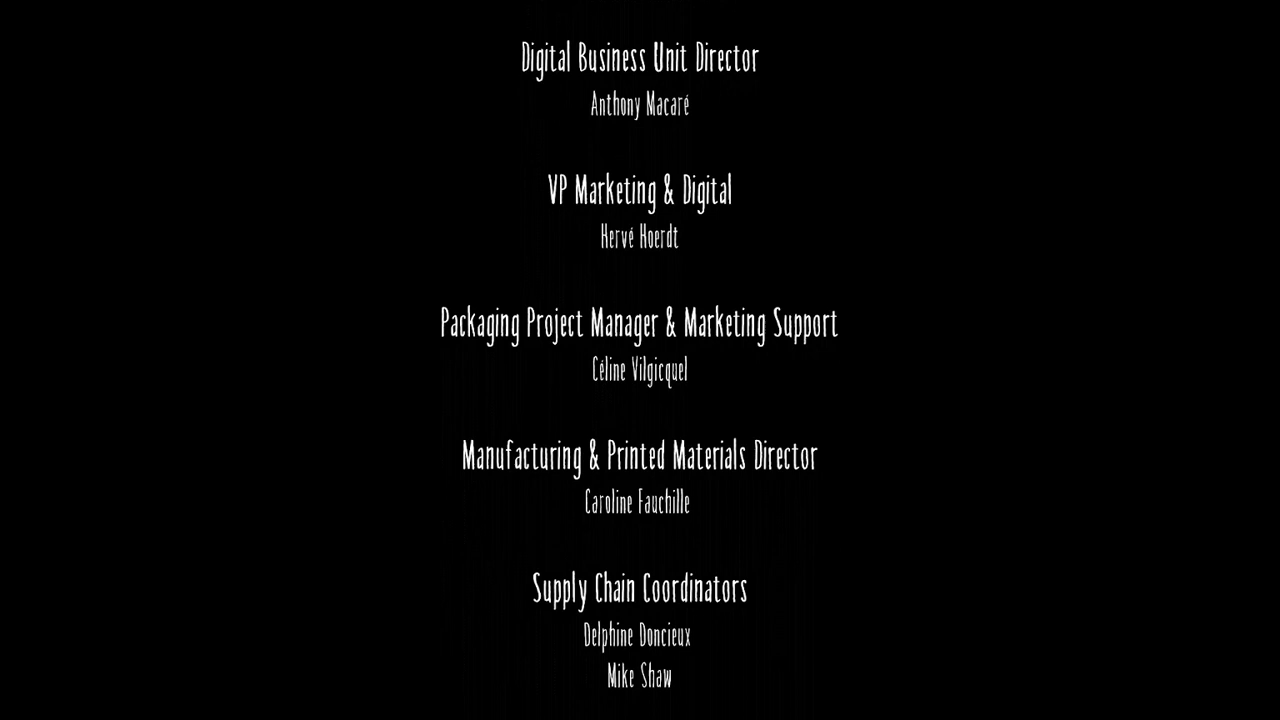 Digital Business Unit Director
Anthony Macaré
VP Marketing & Digital
Hervé Hoerdt
Packaging Project Manager & Marketing Support
Céline Vilgicquel
Manufacturing & Printed Materials Director
Caroline Fauchille
Supply Chain Coordinators
Delphine Doncieux
Mike Shaw